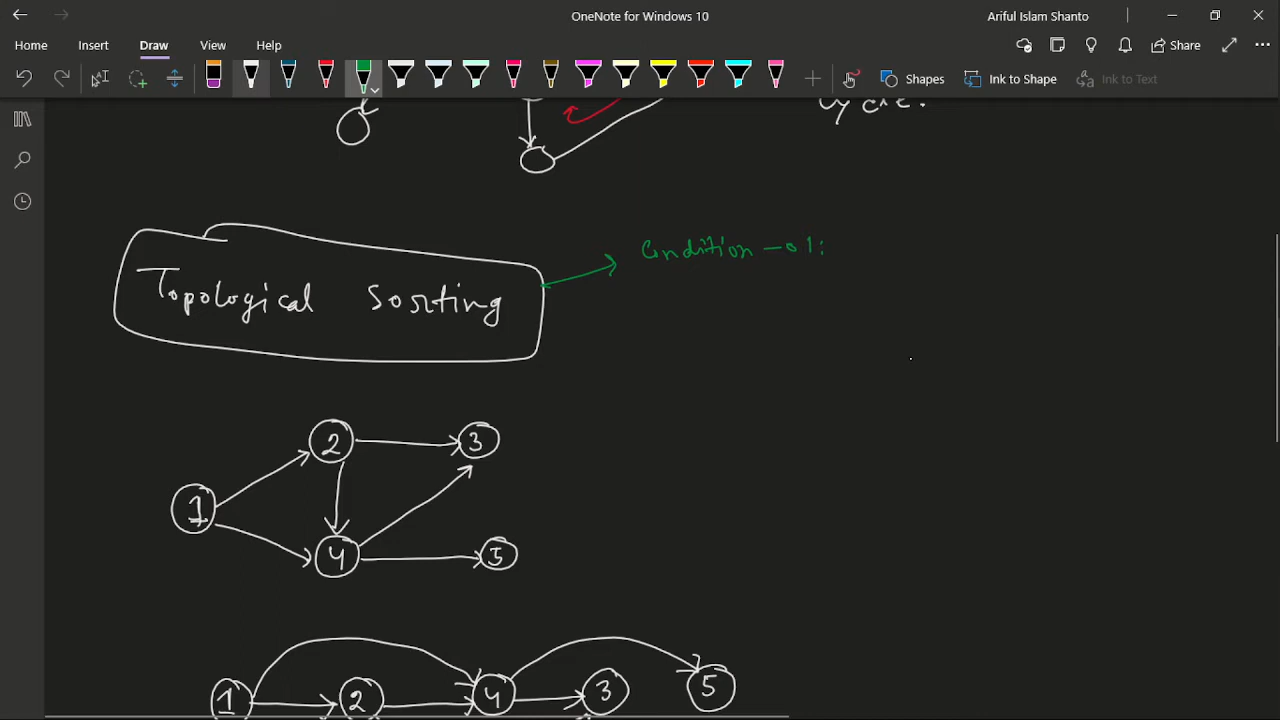 OneNote for Windows 10
Ariful Islam Shanto
Home Insert Draw View Help
Share
Shapes Ink to Shape Ink to Text
Topological Sorting
Condition - 01:
2 3
1
4 5
1 2 4 3 5